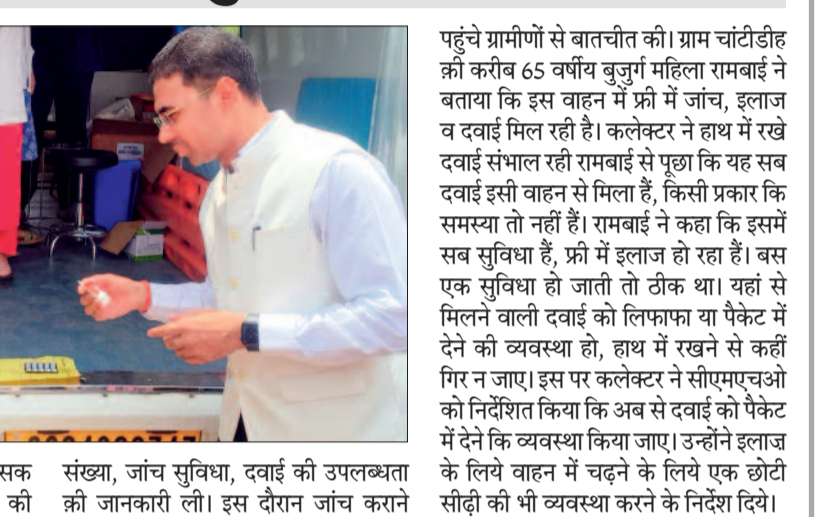 सक
की
संख्या, जांच सुविधा, दवाई की उपलब्धता
क़ी जानकारी ली। इस दौरान जांच कराने
पहुंचे ग्रामीणों से बातचीत की। ग्राम चांटीडीह
क़ी करीब 65 वर्षीय बुजुर्ग महिला रामबाई ने
बताया कि इस वाहन में फ्री में जांच, इलाज
व दवाई मिल रही है। कलेक्टर ने हाथ में रखे
दवाई संभाल रही रामबाई से पूछा कि यह सब
दवाई इसी वाहन से मिला हैं, किसी प्रकार कि
समस्या तो नहीं हैं। रामबाई ने कहा कि इसमें
सब सुविधा हैं, फ्री में इलाज हो रहा हैं। बस
एक सुविधा हो जाती तो ठीक था। यहां से
मिलने वाली दवाई को लिफाफा या पैकेट में
देने की व्यवस्था हो, हाथ में रखने से कहीं
गिर न जाए। इस पर कलेक्टर ने सीएमएचओ
को निर्देशित किया कि अब से दवाई को पैकेट
में देने कि व्यवस्था किया जाए। उन्होंने इलाज
के लिये वाहन में चढ़ने के लिये एक छोटी
सीढ़ी की भी व्यवस्था करने के निर्देश दिये।